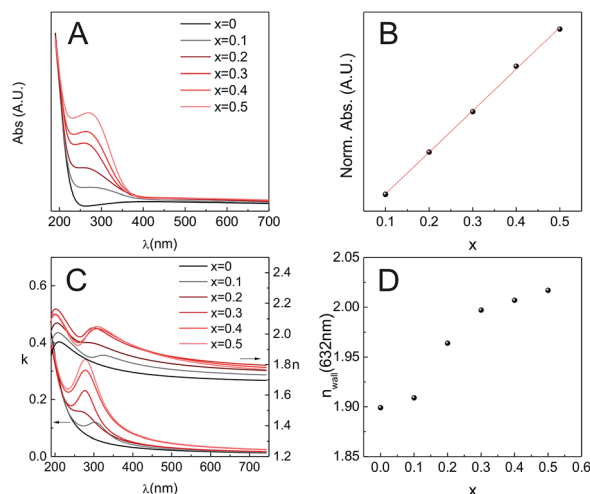 A
x=0
x=0.1
x=0.2
x=0.3
x=0.4
x=0.5
Abs (A.U.)
200 300 400 500 600 700
λ(nm)
B
Norm. Abs. (A.U.)
0.1 0.2 0.3 0.4 0.5
x
C
x=0
x=0.1
x=0.2
x=0.3
x=0.4
x=0.5
0.6
0.4
0.2
0.0
k
2.4
2.2
2.0
1.8
1.6
1.4
1.2
n
200 300 400 500 600 700
λ(nm)
D
2.05
2.00
1.95
1.90
1.85
n wall (632nm)
0.0 0.1 0.2 0.3 0.4 0.5 0.6
x